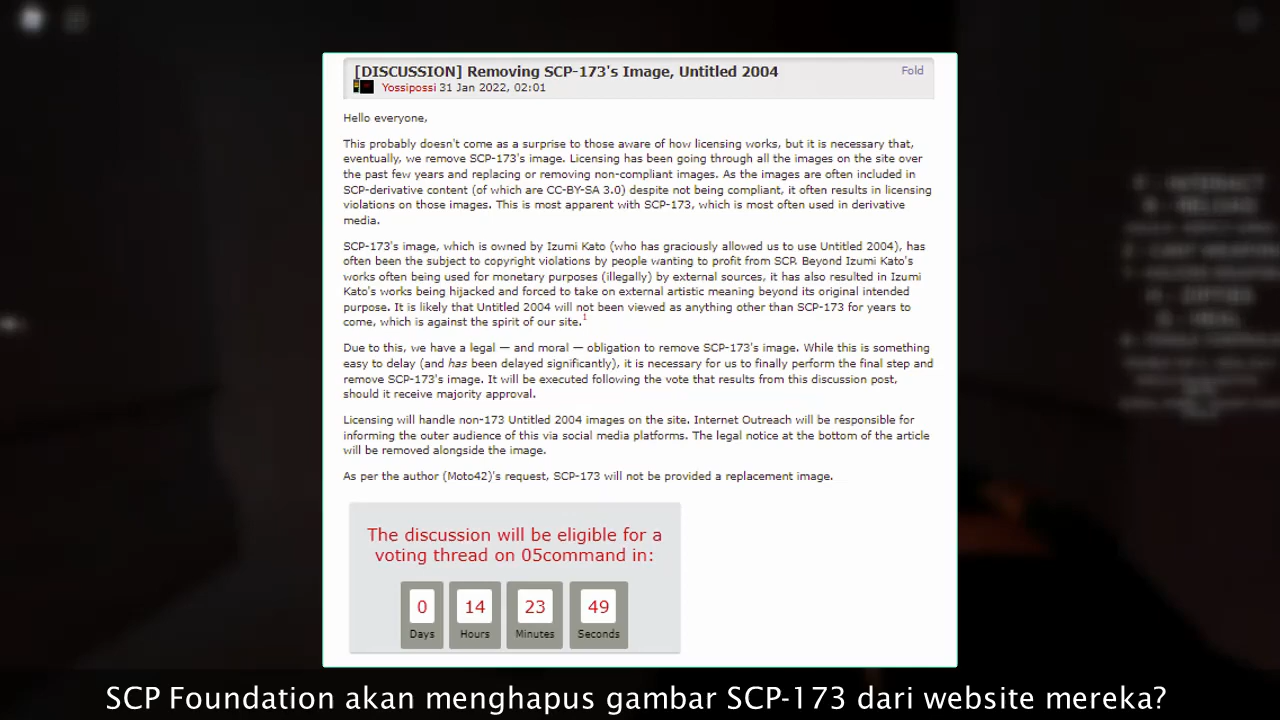 [DISCUSSION] Removing SCP-173's Image, Untitled 2004
Fold
Yossipossi 31 Jan 2022, 02:01
Hello everyone,
This probably doesn't come as a surprise to those aware of how licensing works, but it is necessary that,
eventually, we remove SCP-173's image. Licensing has been going through all the images on the site over
the past few years and replacing or removing non-compliant images. As the images are often included in
SCP-derivative content (of which are CC-BY-SA 3.0) despite not being compliant, it often results in licensing
violations on those images. This is most apparent with SCP-173, which is most often used in derivative
media.
SCP-173's image, which is owned by Izumi Kato (who has graciously allowed us to use Untitled 2004), has
often been the subject to copyright violations by people wanting to profit from SCP. Beyond Izumi Kato's
works often being used for monetary purposes (illegally) by external sources, it has also resulted in Izumi
Kato's works being hijacked and forced to take on external artistic meaning beyond its original intended
purpose. It is likely that Untitled 2004 will not been viewed as anything other than SCP-173 for years to
come, which is against the spirit of our site.1
Due to this, we have a legal — and moral — obligation to remove SCP-173's image. While this is something
easy to delay (and has been delayed significantly), it is necessary for us to finally perform the final step and
remove SCP-173's image. It will be executed following the vote that results from this discussion post,
should it receive majority approval.
Licensing will handle non-173 Untitled 2004 images on the site. Internet Outreach will be responsible for
informing the outer audience of this via social media platforms. The legal notice at the bottom of the article
will be removed alongside the image.
As per the author (Moto42)'s request, SCP-173 will not be provided a replacement image.
The discussion will be eligible for a
voting thread on 05command in:
0 14 23 49
Days Hours Minutes Seconds
SCP Foundation akan menghapus gambar SCP-173 dari website mereka?